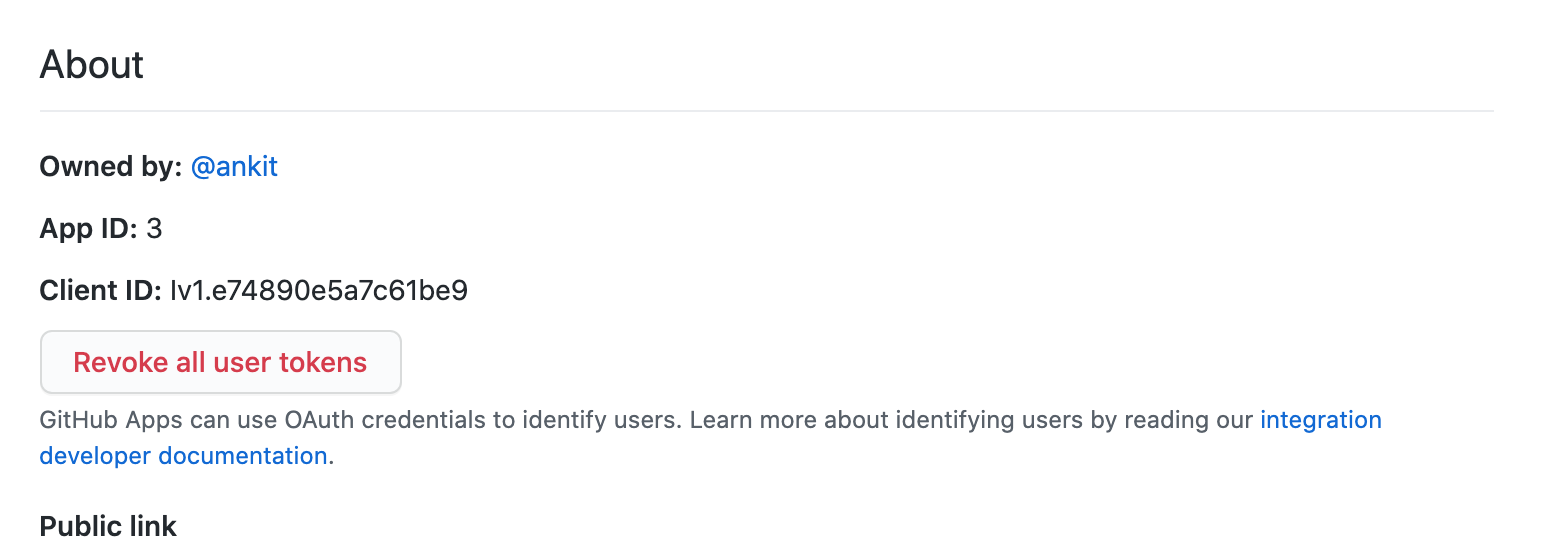 About
Owned by: @ankit
App ID: 3
Client ID: Iv1.e74890e5a7c61be9
Revoke all user tokens
GitHub Apps can use OAuth credentials to identify users. Learn more about identifying users by reading our integration
developer documentation.
Public link